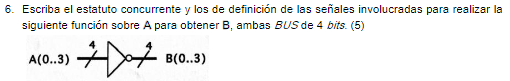 6. Escriba el estatuto concurrente y los de definición de las señales involucradas para realizar la
siguiente función sobre A para obtener B, ambas BUS de 4 bits. (5)
4 4
A(0..3) B(0..3)